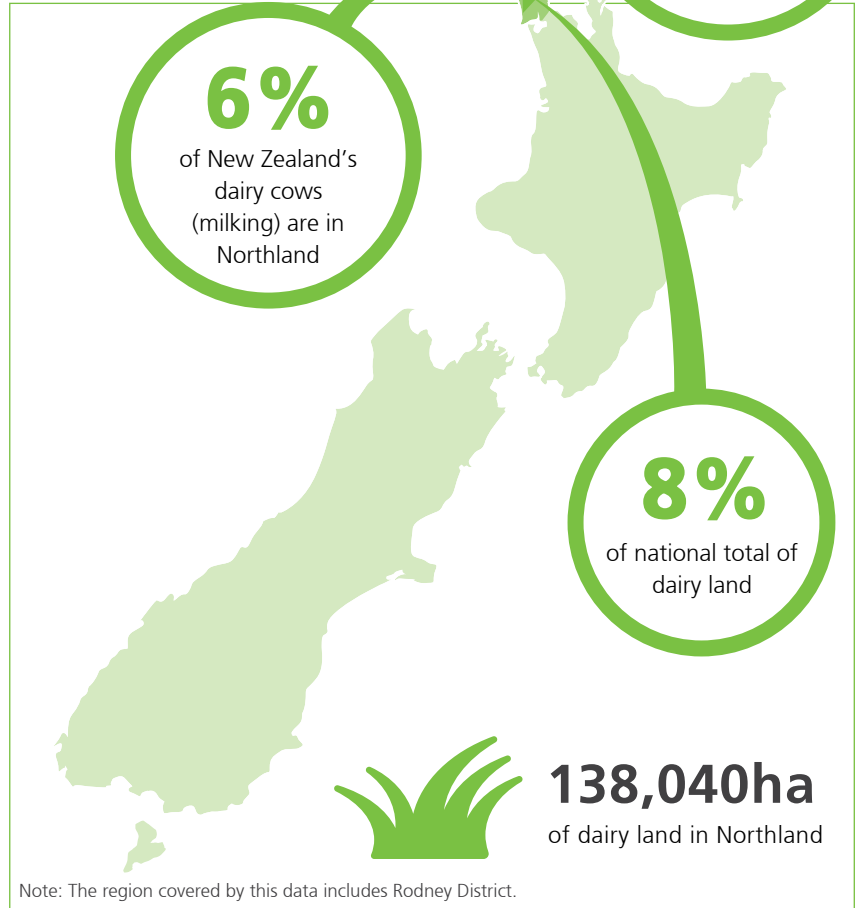 6%
of New Zealand's
dairy cows
(milking) are in
Northland
8%
of national total of
dairy land
138,040ha
of dairy land in Northland
Note: The region covered by this data includes Rodney District.